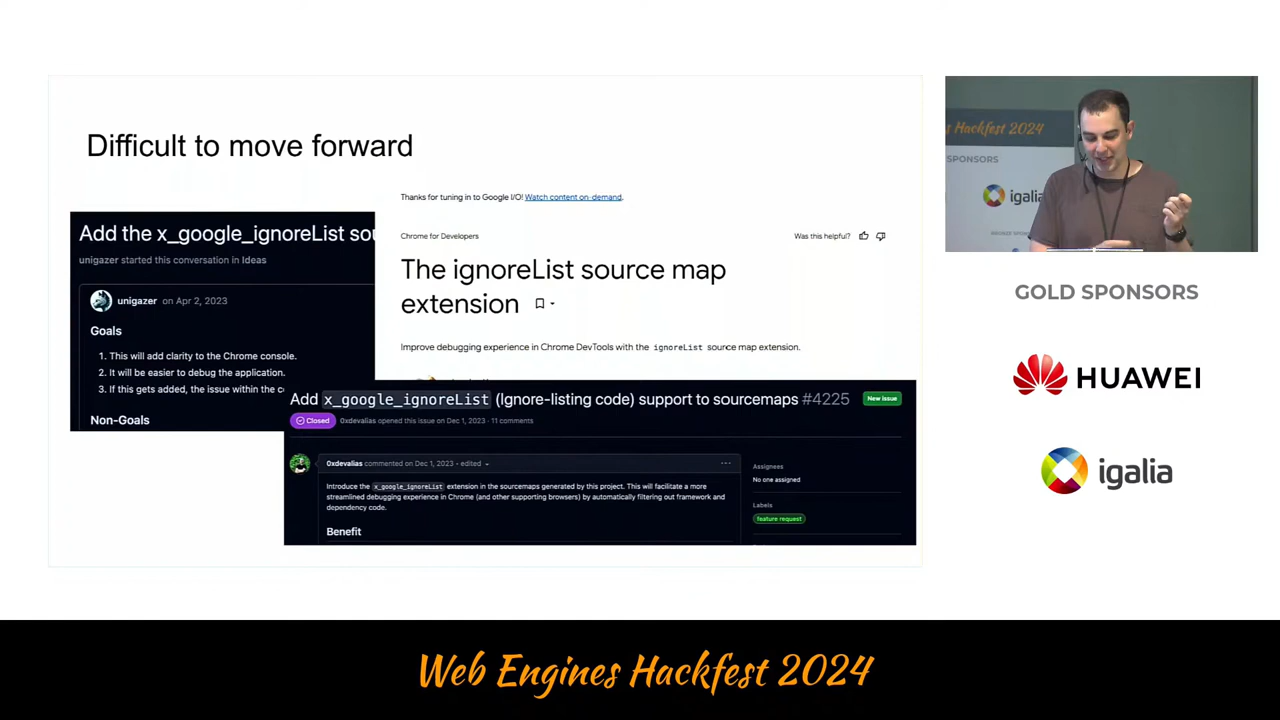 Difficult to move forward
Add the x_google_ignoreList sou
unigazer started this conversation in Ideas
unigazer on Apr 2, 2023
Goals
1. This will add clarity to the Chrome console.
2. It will be easier to debug the application.
3. If this gets added, the issue within the c
Non-Goals
Thanks for tuning in to Google I/O! Watch content on-demand.
Chrome for Developers
Was this helpful?
The ignoreList source map
extension
Improve debugging experience in Chrome DevTools with the ignoreList source map extension.
Add x_google_ignoreList (Ignore-listing code) support to sourcemaps #4225
New issue
Closed
0xdevalias opened this issue on Dec 1, 2023 · 11 comments
0xdevalias commented on Dec 1, 2023 · edited
Introduce the x_google_ignoreList extension in the sourcemaps generated by this project. This will facilitate a more
streamlined debugging experience in Chrome (and other supporting browsers) by automatically filtering out framework and
dependency code.
Benefit
Assignees
No one assigned
Labels
feature request
Hackfest 2024
SPONSORS
igalia
GOLD SPONSORS
HUAWEI
igalia
Web Engines Hackfest 2024